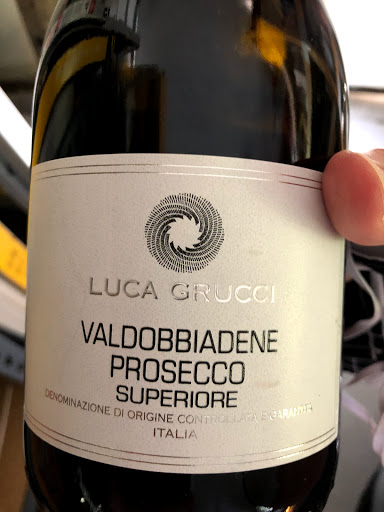 LUCA GRUCCI
VALDOBBIADENE
PROSECCO
SUPERIORE
DENOMINAZIONE DI ORIGINE CONTROLLATA E GARANTITA
ITALIA